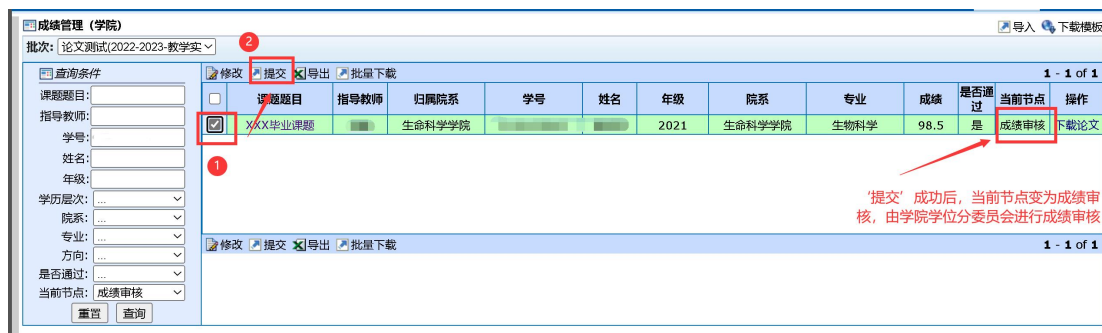 成绩管理（学院）
导入 下载模板
批次: 论文测试(2022-2023-教学实
2
查询条件
修改 提交 导出 批量下载
1 - 1 of 1
课题题目 指导教师 归属院系 学号 姓名 年级 院系 专业 成绩 是否通过 当前节点 操作
XXX毕业课题 生命科学学院 2021 生命科学学院 生物科学 98.5 是 成绩审核 下载论文
1
课题题目:
指导教师:
学号:
姓名:
年级:
学历层次: ...
院系: ...
专业: ...
方向: ...
是否通过: ...
当前节点: 成绩审核
重置 查询
‘提交’成功后，当前节点变为成绩审
核，由学院学位分委员会进行成绩审核
修改 提交 导出 批量下载
1 - 1 of 1